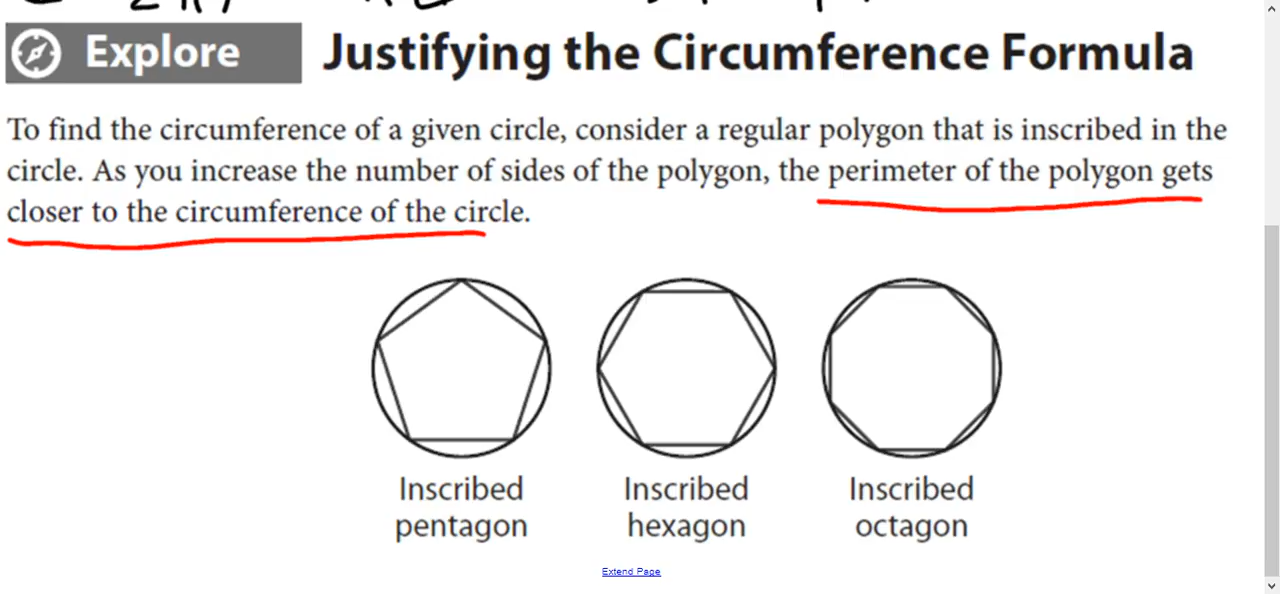 Explore Justifying the Circumference Formula
To find the circumference of a given circle, consider a regular polygon that is inscribed in the
circle. As you increase the number of sides of the polygon, the perimeter of the polygon gets
closer to the circumference of the circle.
Inscribed pentagon
Inscribed hexagon
Inscribed octagon
Extend Page